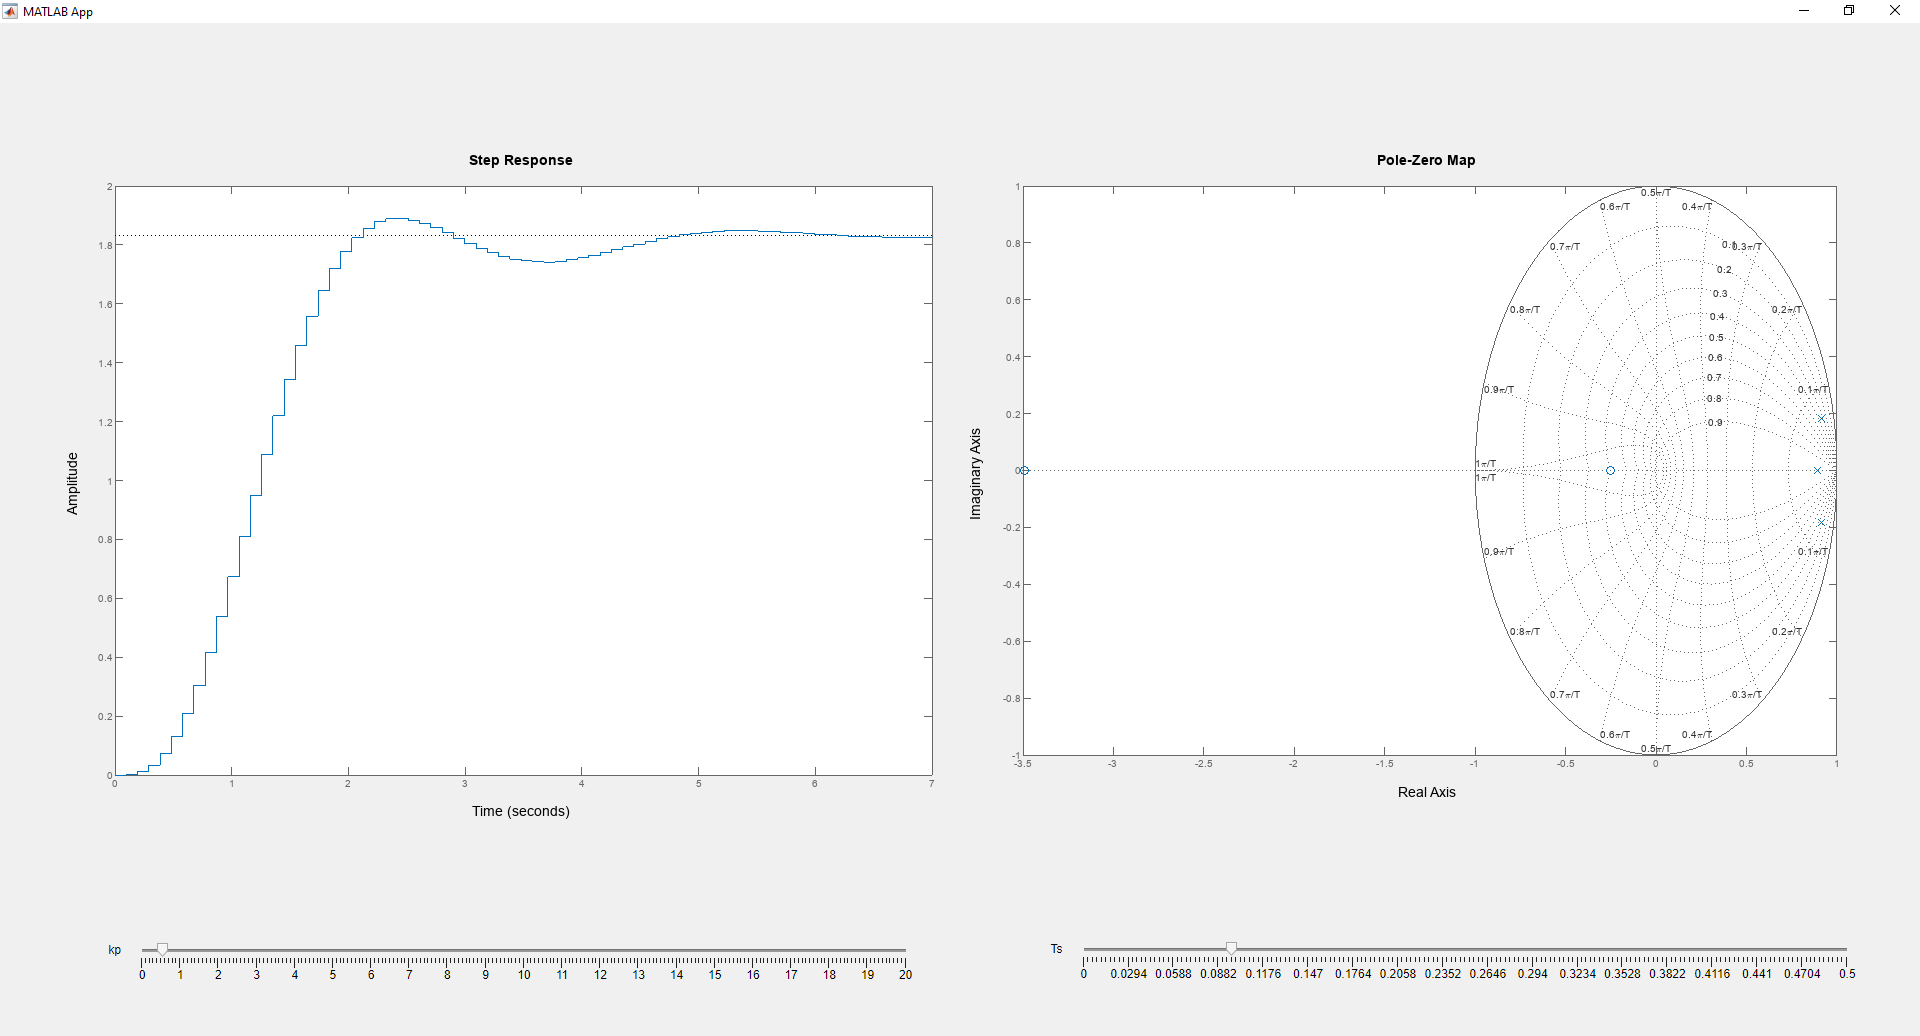 MATLAB App
Step Response
Amplitude
2
1.8
1.6
1.4
1.2
1
0.8
0.6
0.4
0.2
0
0 1 2 3 4 5 6 7
Time (seconds)
Pole-Zero Map
Imaginary Axis
1
0.8
0.6
0.4
0.2
0
-0.2
-0.4
-0.6
-0.8
-1
0.5π/T
0.6π/T 0.4π/T
0.7π/T 0.1 0.3π/T
0.2
0.3
0.8π/T 0.2π/T
0.4
0.5
0.6
0.7
0.9π/T 0.1π/T
0.8
0.9
1π/T
1π/T
0.9π/T 0.1π/T
0.8π/T 0.2π/T
0.7π/T 0.3π/T
0.6π/T 0.4π/T
0.5π/T
-3.5 -3 -2.5 -2 -1.5 -1 -0.5 0 0.5 1
Real Axis
kp
0 1 2 3 4 5 6 7 8 9 10 11 12 13 14 15 16 17 18 19 20
Ts
0 0.0294 0.0588 0.0882 0.1176 0.147 0.1764 0.2058 0.2352 0.2646 0.294 0.3234 0.3528 0.3822 0.4116 0.441 0.4704 0.5